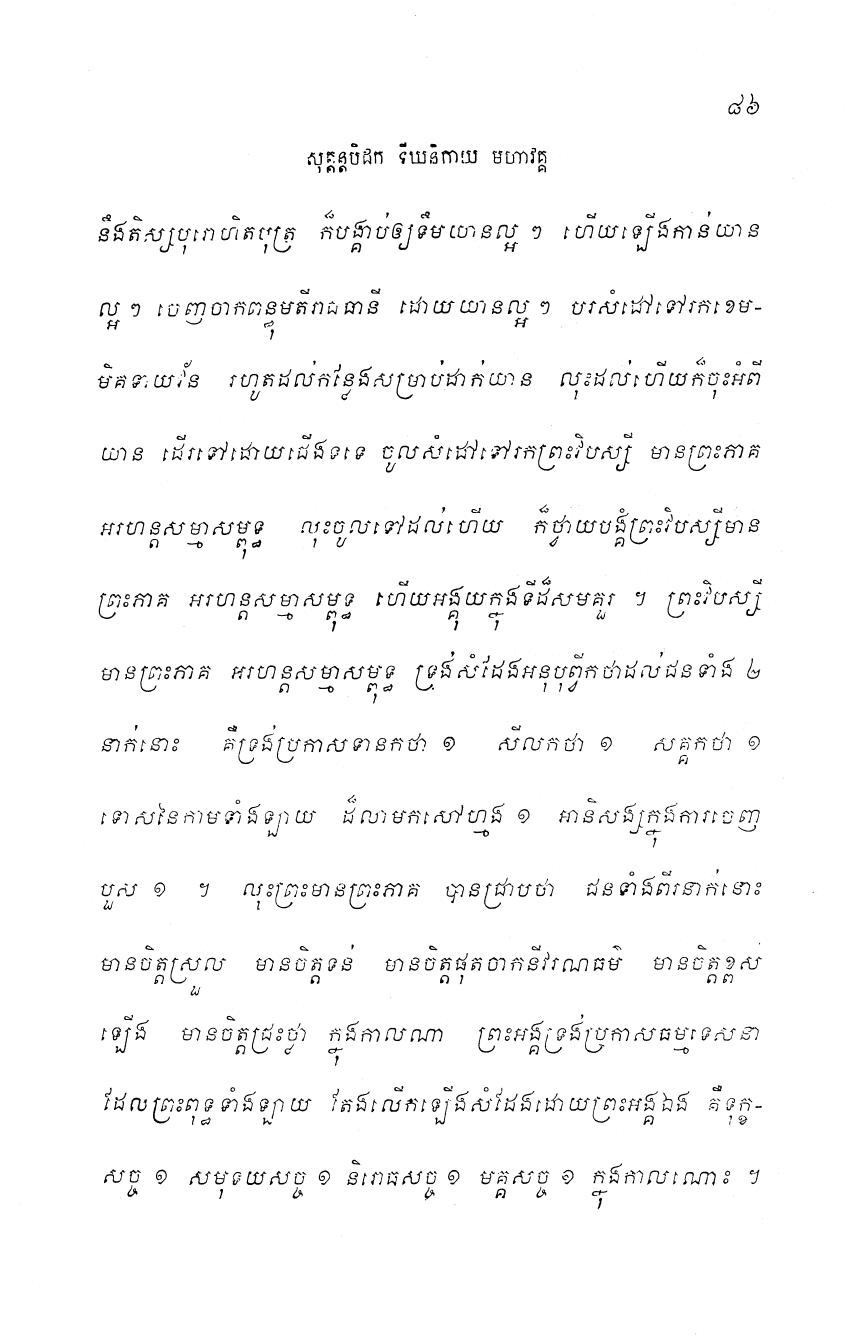 ៨៦
សុត្តន្តបិដក ទីឃនិកាយ មហាវគ្គ
នឹងតិស្សបុរោហិតបុត្រ ក៏បង្គាប់ឲ្យទឹមយានល្អ ៗ ហើយឡើងកាន់យាន
ល្អ ៗ ចេញចាកពន្ធុមតីរាជធានី ដោយយានល្អ ៗ បរសំដៅទៅរកខេម-
មិគទាយវ័ន រហូតដល់កន្លែងសម្រាប់ដាក់យាន លុះដល់ហើយក៏ចុះអំពី
យាន ដើរទៅដោយជើងទទេ ចូលសំដៅទៅរកព្រះវិបស្សី មានព្រះភាគ
អរហន្តសម្មាសម្ពុទ្ធ លុះចូលទៅដល់ហើយ ក៏ថ្វាយបង្គំព្រះវិបស្សីមាន
ព្រះភាគ អរហន្តសម្មាសម្ពុទ្ធ ហើយអង្គុយក្នុងទីដ៏សមគួរ ។ ព្រះវិបស្សី
មានព្រះភាគ អរហន្តសម្មាសម្ពុទ្ធ ទ្រង់សំដែងអនុបុព្វីកថាដល់ជនទាំង ២
នាក់នោះ គឺទ្រង់ប្រកាសទានកថា ១ សីលកថា ១ សគ្គកថា ១
ទោសនៃកាមទាំងឡាយ ដ៏លាមកសៅហ្មង ១ អានិសង្សក្នុងការចេញ
បួស ១ ។ លុះព្រះមានព្រះភាគ បានជ្រាបថា ជនទាំងពីរនាក់នោះ
មានចិត្តស្រួល មានចិត្តទន់ មានចិត្តផុតចាកនីវរណធម៌ មានចិត្តខ្ពស់
ឡើង មានចិត្តជ្រះថ្លា ក្នុងកាលណា ព្រះអង្គទ្រង់ប្រកាសធម្មទេសនា
ដែលព្រះពុទ្ធទាំងឡាយ តែងលើកឡើងសំដែងដោយព្រះអង្គឯង គឺទុក្ខ-
សច្ច ១ សមុទយសច្ច ១ និរោធសច្ច ១ មគ្គសច្ច ១ ក្នុងកាលណោះ ។